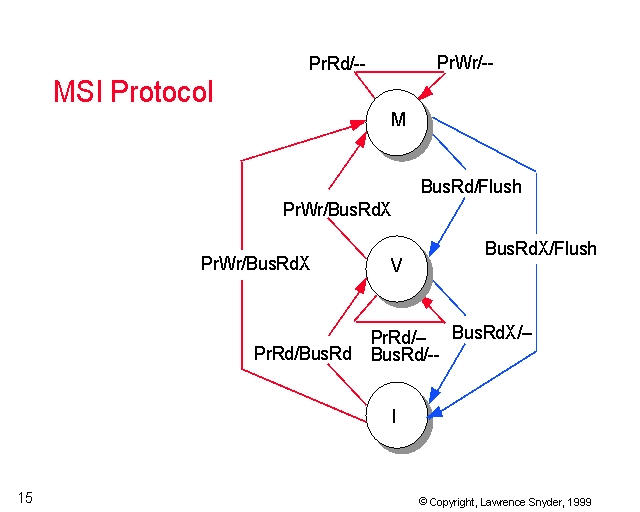 PrRd/-- PrWr/--
MSI Protocol
M
BusRd/Flush
PrWr/BusRdX
BusRdX/Flush
PrWr/BusRdX
V
PrRd/–
BusRd/--
BusRdX/–
PrRd/BusRd
I
15
© Copyright, Lawrence Snyder, 1999